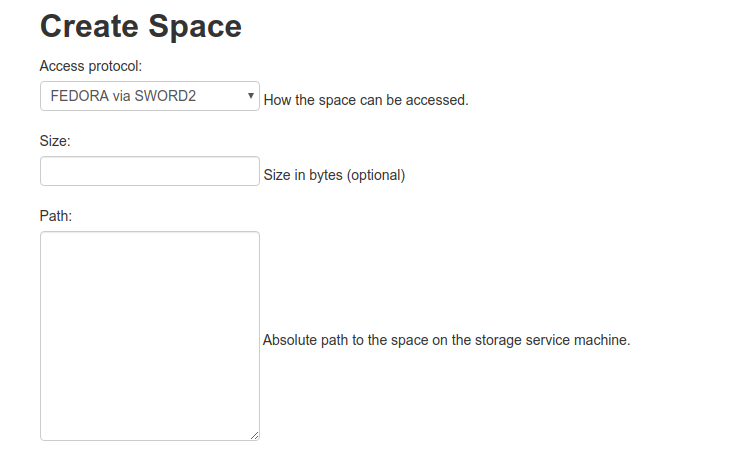 Create Space
Access protocol:
FEDORA via SWORD2 How the space can be accessed.
Size:
Size in bytes (optional)
Path:
Absolute path to the space on the storage service machine.